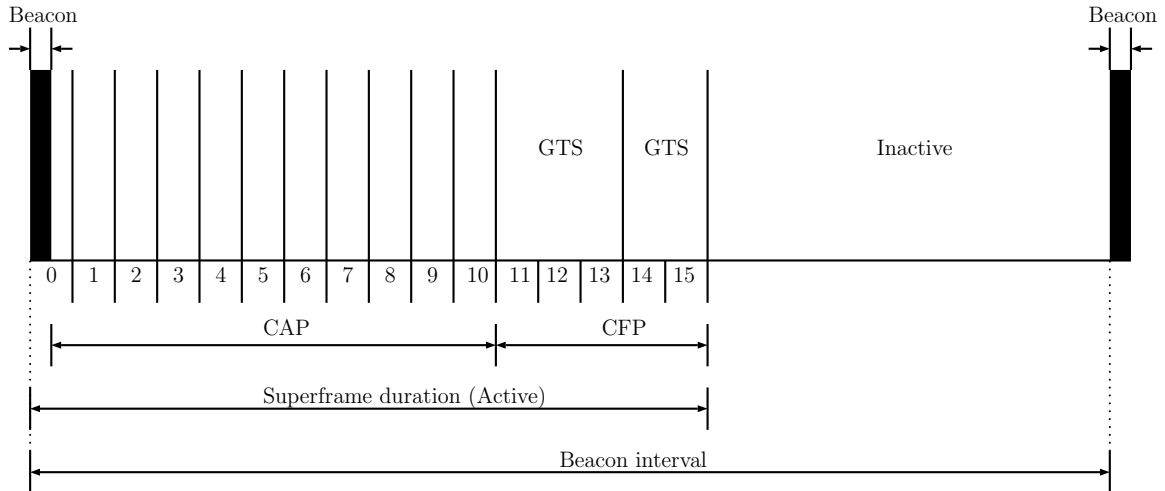 Beacon Beacon
GTS GTS Inactive
0 1 2 3 4 5 6 7 8 9 10 11 12 13 14 15
CAP CFP
Superframe duration (Active)
Beacon interval